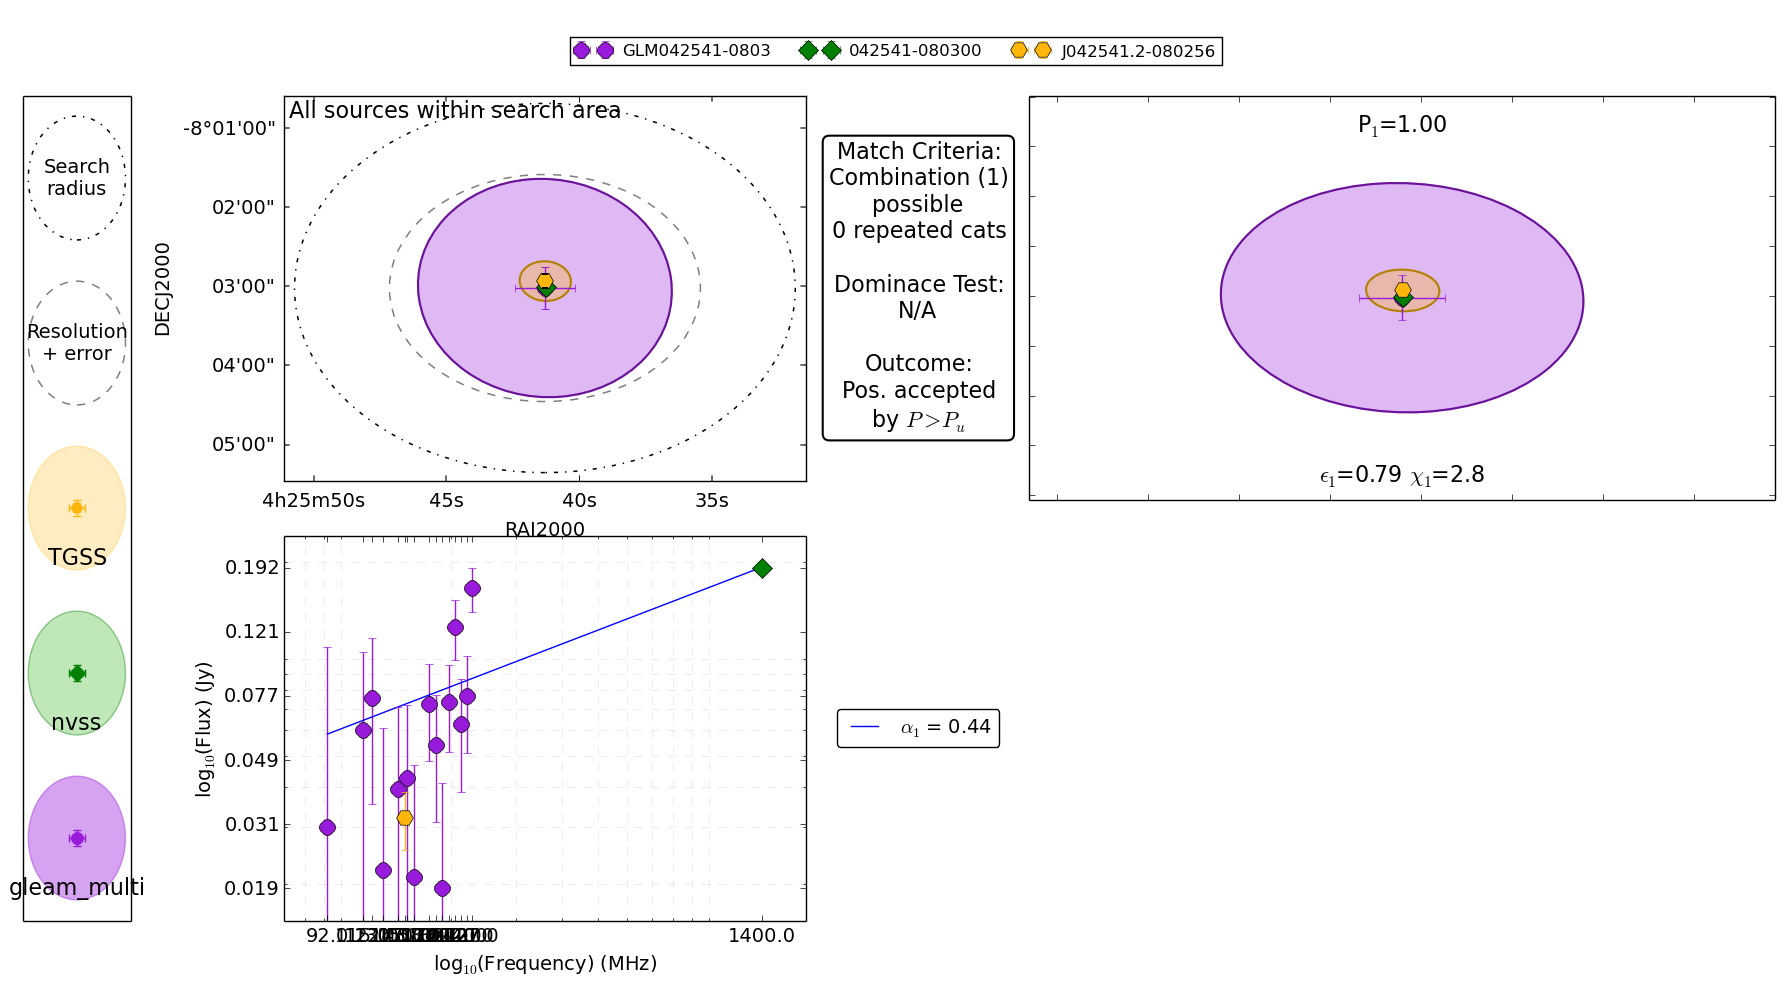 GLM042541-0803 042541-080300 J042541.2-080256
Search
radius
Resolution
+ error
TGSS
nvss
gleam_multi
All sources within search area
-8°01'00"
02'00"
03'00"
04'00"
05'00"
DECJ2000
4h25m50s 45s 40s 35s
RAJ2000
Match Criteria:
Combination (1)
possible
0 repeated cats
Dominace Test:
N/A
Outcome:
Pos. accepted
by P>Pu
P1=1.00
ϵ1=0.79 χ1=2.8
0.192
0.121
0.077
0.049
0.031
0.019
log10(Flux) (Jy)
92.0 1400.0
log10(Frequency) (MHz)
α1 = 0.44